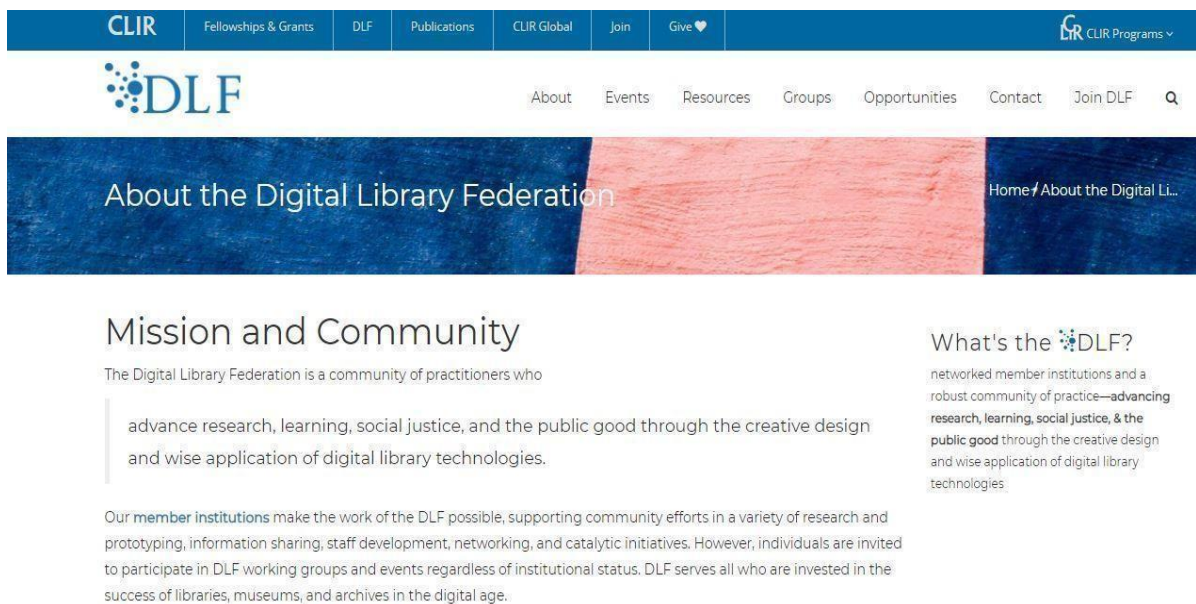 CLIR Fellowships & Grants DLF Publications CLIR Global Join Give CLIR CLIR Programs
DLF About Events Resources Groups Opportunities Contact Join DLF
About the Digital Library Federation
Home / About the Digital Li...
Mission and Community
The Digital Library Federation is a community of practitioners who
advance research, learning, social justice, and the public good through the creative design
and wise application of digital library technologies.
Our member institutions make the work of the DLF possible, supporting community efforts in a variety of research and
prototyping, information sharing, staff development, networking, and catalytic initiatives. However, individuals are invited
to participate in DLF working groups and events regardless of institutional status. DLF serves all who are invested in the
success of libraries, museums, and archives in the digital age.
What's the DLF?
networked member institutions and a
robust community of practice—advancing
research, learning, social justice, & the
public good through the creative design
and wise application of digital library
technologies